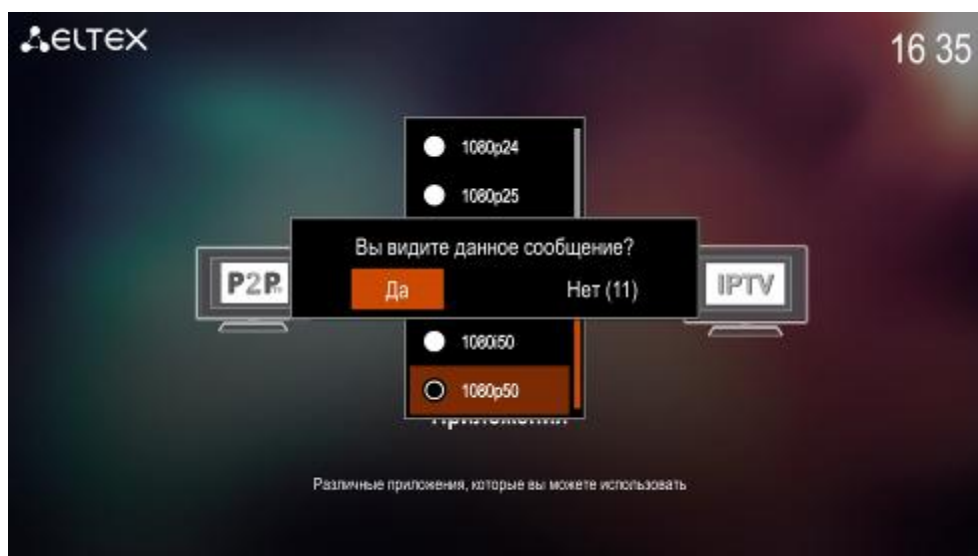 ELTEX
16 35
1080p24
1080p25
Вы видите данное сообщение?
P2P
Да
Нет (11)
IPTV
1080i50
1080p50
Приложения
Различные приложения, которые вы можете использовать